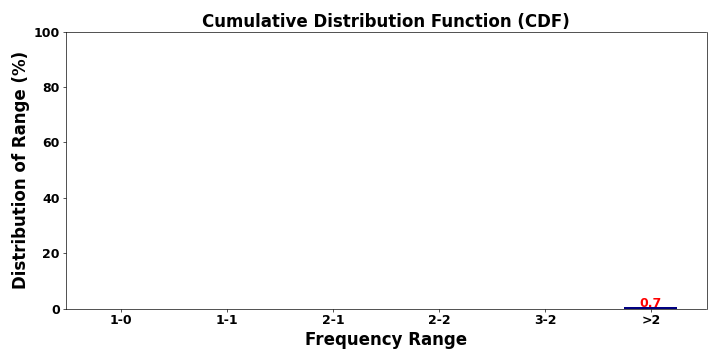 Cumulative Distribution Function (CDF)
Distribution of Range (%)
100
80
60
40
20
0
0.7
1-0 1-1 2-1 2-2 3-2 >2
Frequency Range